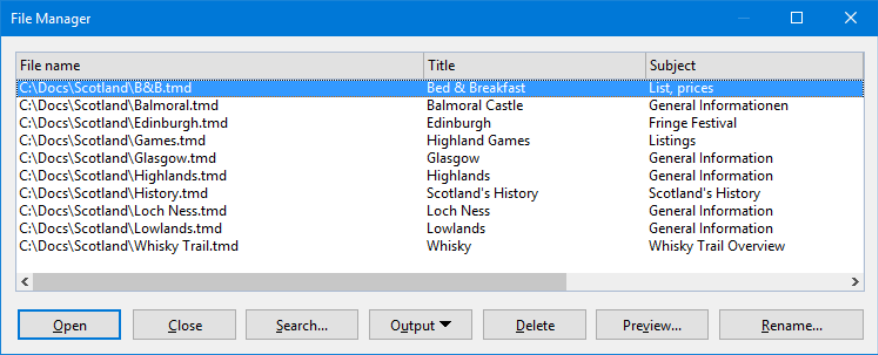 File Manager
File name Title Subject
C:\Docs\Scotland\B&B.tmd Bed & Breakfast List, prices
C:\Docs\Scotland\Balmoral.tmd Balmoral Castle General Informationen
C:\Docs\Scotland\Edinburgh.tmd Edinburgh Fringe Festival
C:\Docs\Scotland\Games.tmd Highland Games Listings
C:\Docs\Scotland\Glasgow.tmd Glasgow General Information
C:\Docs\Scotland\Highlands.tmd Highlands General Information
C:\Docs\Scotland\History.tmd Scotland's History Scotland's History
C:\Docs\Scotland\Loch Ness.tmd Loch Ness General Information
C:\Docs\Scotland\Lowlands.tmd Lowlands General Information
C:\Docs\Scotland\Whisky Trail.tmd Whisky Whisky Trail Overview
Open Close Search... Output Delete Preview... Rename...